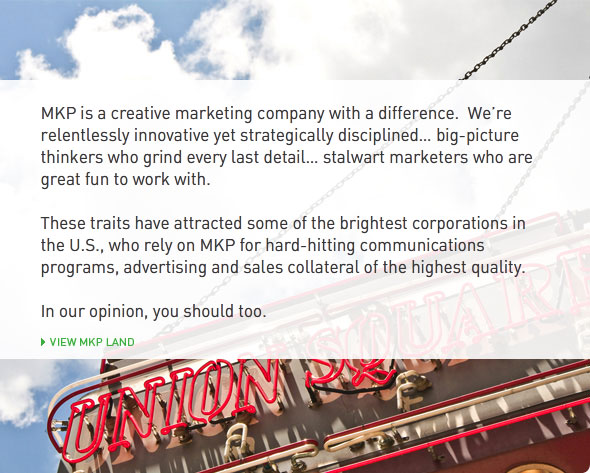 MKP is a creative marketing company with a difference.  We're
relentlessly innovative yet strategically disciplined... big-picture
thinkers who grind every last detail... stalwart marketers who are
great fun to work with.
These traits have attracted some of the brightest corporations in
the U.S., who rely on MKP for hard-hitting communications
programs, advertising and sales collateral of the highest quality.
In our opinion, you should too.
VIEW MKP LAND
UNION SQUARE